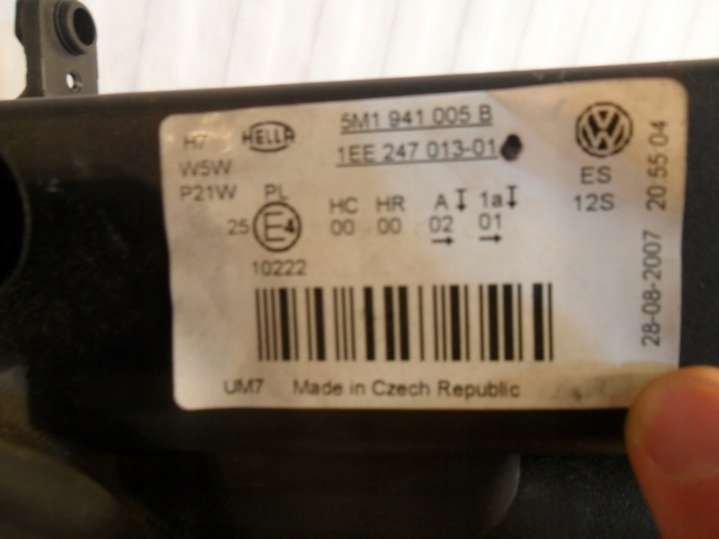 H7
W5W
P21W
HELLA
5M1 941 005 B
1EE 247 013-01
ES
12S
PL
25 E4
10222
HC HR A 1a
00 00 02 01
UM7 Made in Czech Republic
28-08-2007 20 55 04